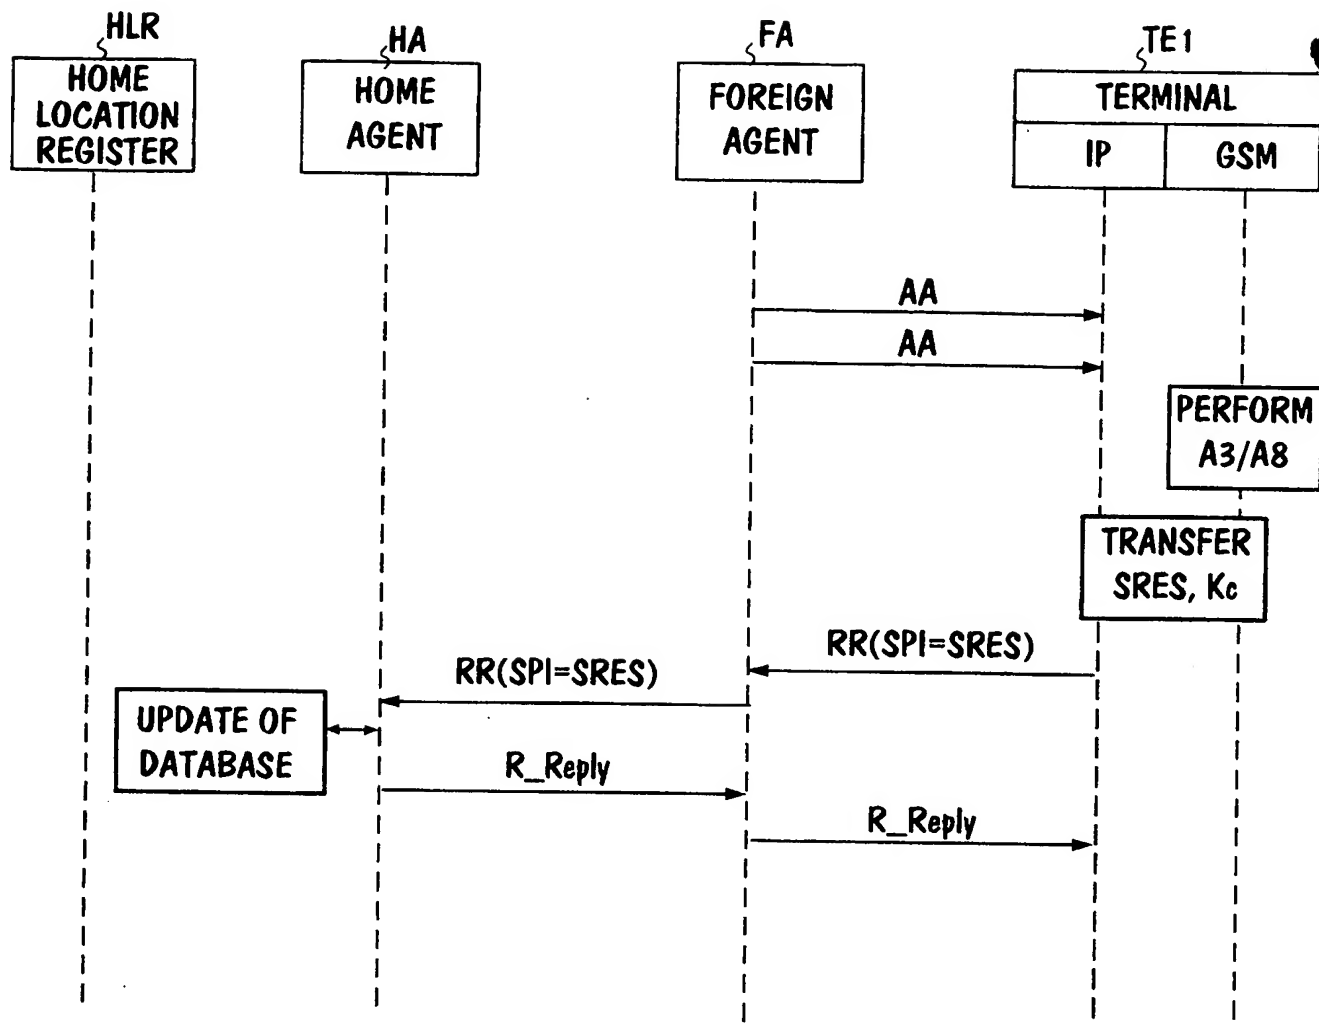 HLR
HA
FA
TE1
HOME
LOCATION
REGISTER
HOME
AGENT
FOREIGN
AGENT
TERMINAL
IP
GSM
AA
AA
PERFORM
A3/A8
TRANSFER
SRES, Kc
RR(SPI=SRES)
RR(SPI=SRES)
UPDATE OF
DATABASE
R_Reply
R_Reply